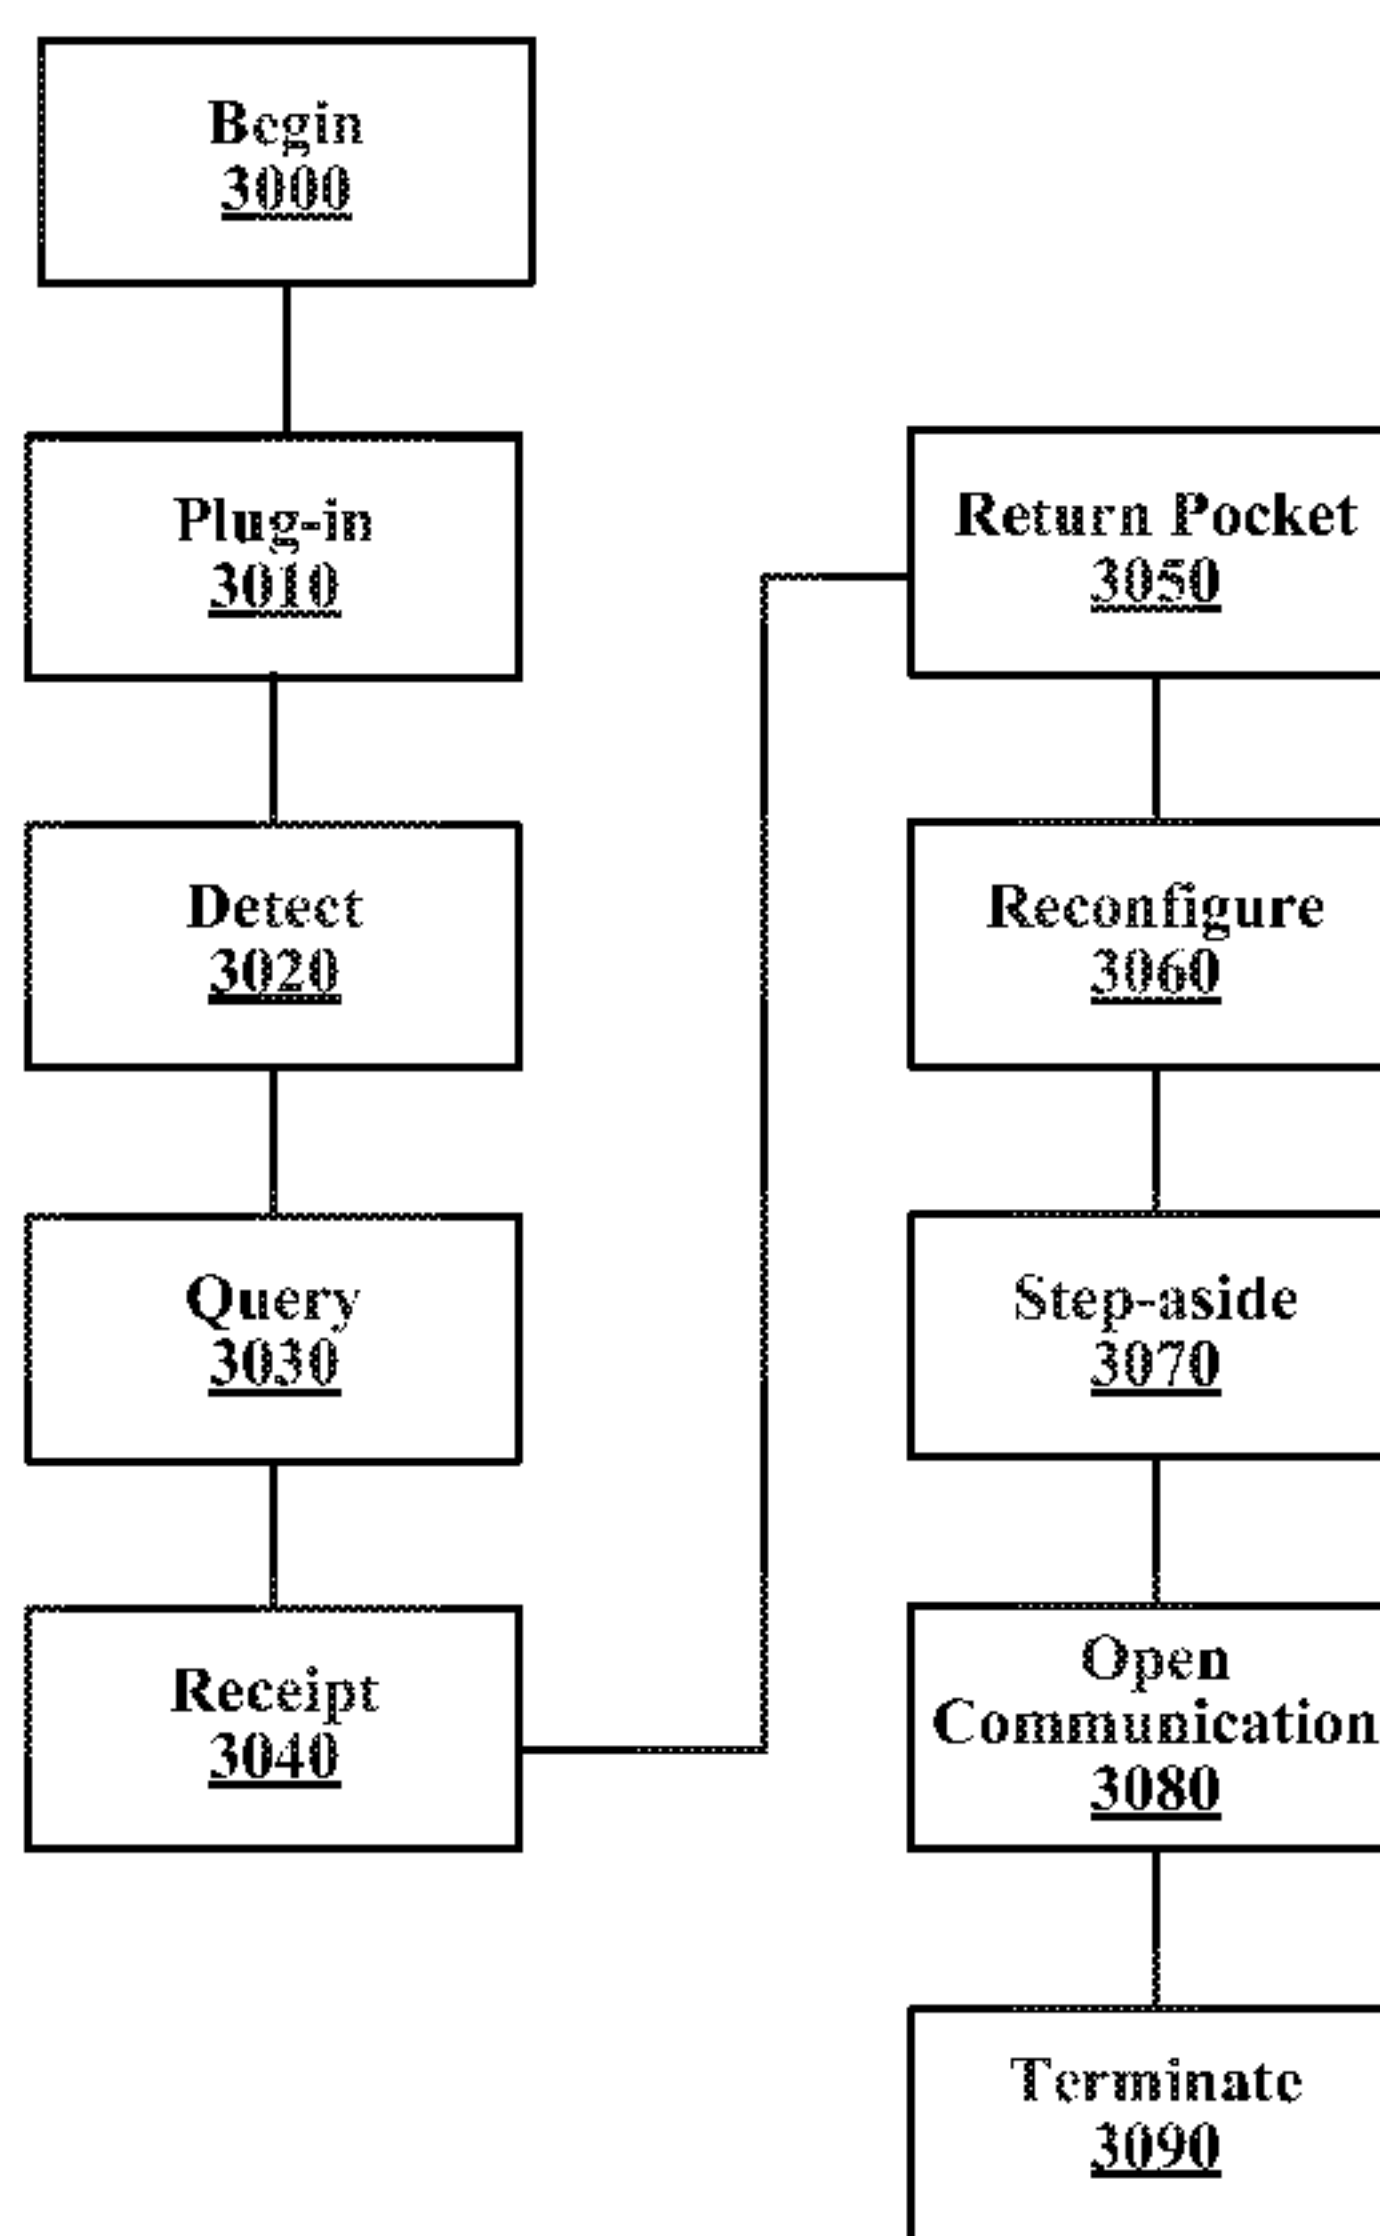 Begin
3000
Plug-in
3010
Detect
3020
Query
3030
Receipt
3040
Return Pocket
3050
Reconfigure
3060
Step-aside
3070
Open
Communication
3080
Terminate
3090